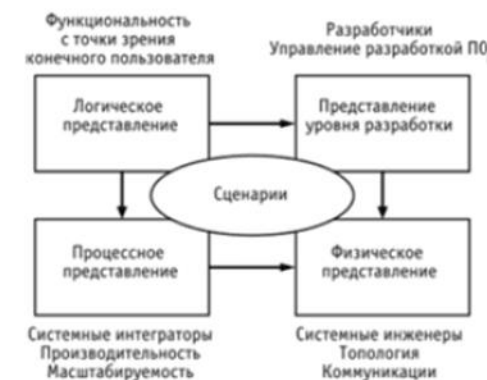 Функциональность
с точки зрения
конечного пользователя
Разработчики
Управление разработкой ПО
Логическое
представление
Представление
уровня разработки
Сценарии
Процессное
представление
Физическое
представление
Системные интеграторы
Производительность
Масштабируемость
Системные инженеры
Топология
Коммуникации